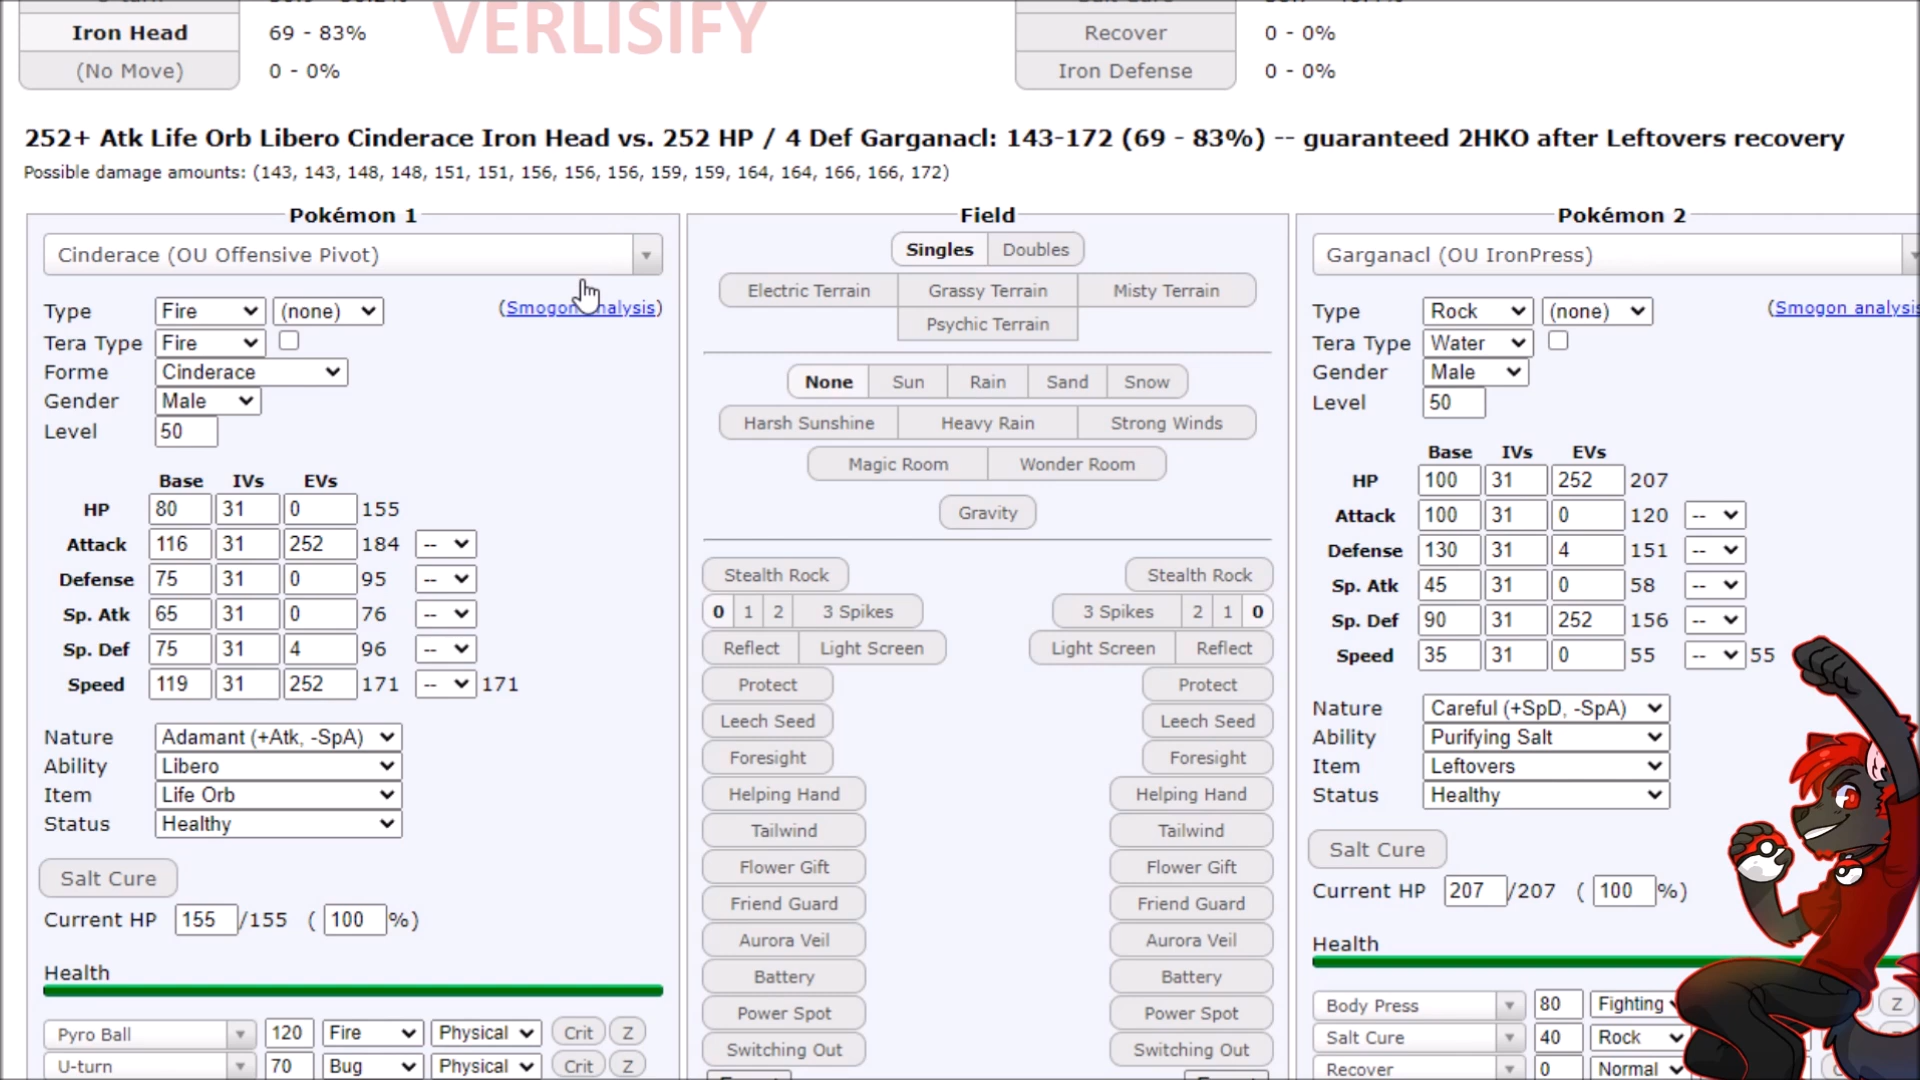 VERLISIFY
Iron Head 69 - 83%
(No Move) 0 - 0%
Recover 0 - 0%
Iron Defense 0 - 0%
252+ Atk Life Orb Libero Cinderace Iron Head vs. 252 HP / 4 Def Garganacl: 143-172 (69 - 83%) -- guaranteed 2HKO after Leftovers recovery
Possible damage amounts: (143, 143, 148, 148, 151, 151, 156, 156, 156, 159, 159, 164, 164, 166, 166, 172)
Pokémon 1
Cinderace (OU Offensive Pivot)
Type Fire (none) (Smogon analysis)
Tera Type Fire
Forme Cinderace
Gender Male
Level 50
Base IVs EVs
HP 80 31 0 155
Attack 116 31 252 184 --
Defense 75 31 0 95 --
Sp. Atk 65 31 0 76 --
Sp. Def 75 31 4 96 --
Speed 119 31 252 171 -- 171
Nature Adamant (+Atk, -SpA)
Ability Libero
Item Life Orb
Status Healthy
Salt Cure
Current HP 155 /155 ( 100 %)
Health
Pyro Ball 120 Fire Physical Crit Z
U-turn 70 Bug Physical Crit Z
Field
Singles Doubles
Electric Terrain Grassy Terrain Misty Terrain
Psychic Terrain
None Sun Rain Sand Snow
Harsh Sunshine Heavy Rain Strong Winds
Magic Room Wonder Room
Gravity
Stealth Rock Stealth Rock
0 1 2 3 Spikes 3 Spikes 2 1 0
Reflect Light Screen Light Screen Reflect
Protect Protect
Leech Seed Leech Seed
Foresight Foresight
Helping Hand Helping Hand
Tailwind Tailwind
Flower Gift Flower Gift
Friend Guard Friend Guard
Aurora Veil Aurora Veil
Battery Battery
Power Spot Power Spot
Switching Out Switching Out
Pokémon 2
Garganacl (OU IronPress)
Type Rock (none) (Smogon analysis
Tera Type Water
Gender Male
Level 50
Base IVs EVs
HP 100 31 252 207
Attack 100 31 0 120 --
Defense 130 31 4 151 --
Sp. Atk 45 31 0 58 --
Sp. Def 90 31 252 156 --
Speed 35 31 0 55 -- 55
Nature Careful (+SpD, -SpA)
Ability Purifying Salt
Item Leftovers
Status Healthy
Salt Cure
Current HP 207 /207 ( 100 %)
Health
Body Press 80 Fighting Z
Salt Cure 40 Rock
Recover 0 Normal